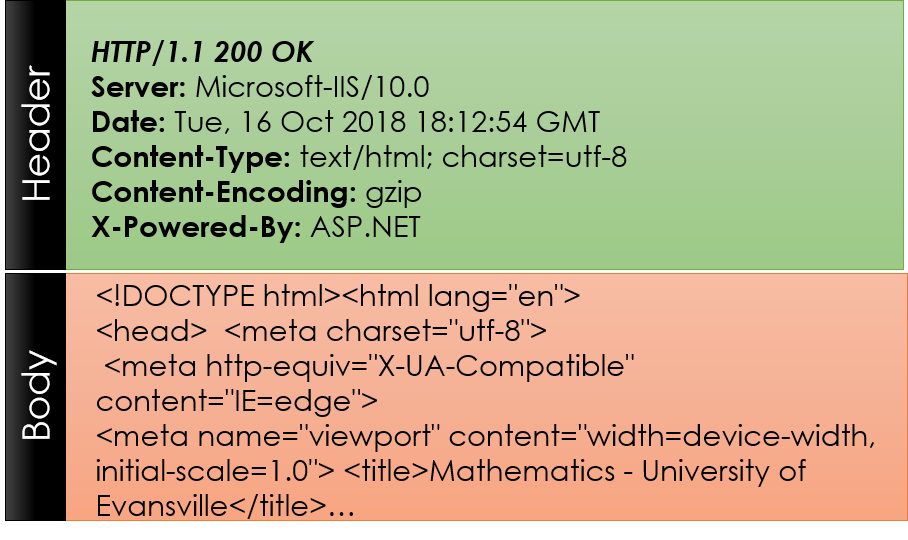 Header
HTTP/1.1 200 OK
Server: Microsoft-IIS/10.0
Date: Tue, 16 Oct 2018 18:12:54 GMT
Content-Type: text/html; charset=utf-8
Content-Encoding: gzip
X-Powered-By: ASP.NET
Body
<!DOCTYPE html><html lang="en">
<head>  <meta charset="utf-8">
<meta http-equiv="X-UA-Compatible"
content="IE=edge">
<meta name="viewport" content="width=device-width,
initial-scale=1.0"> <title>Mathematics - University of
Evansville</title>…